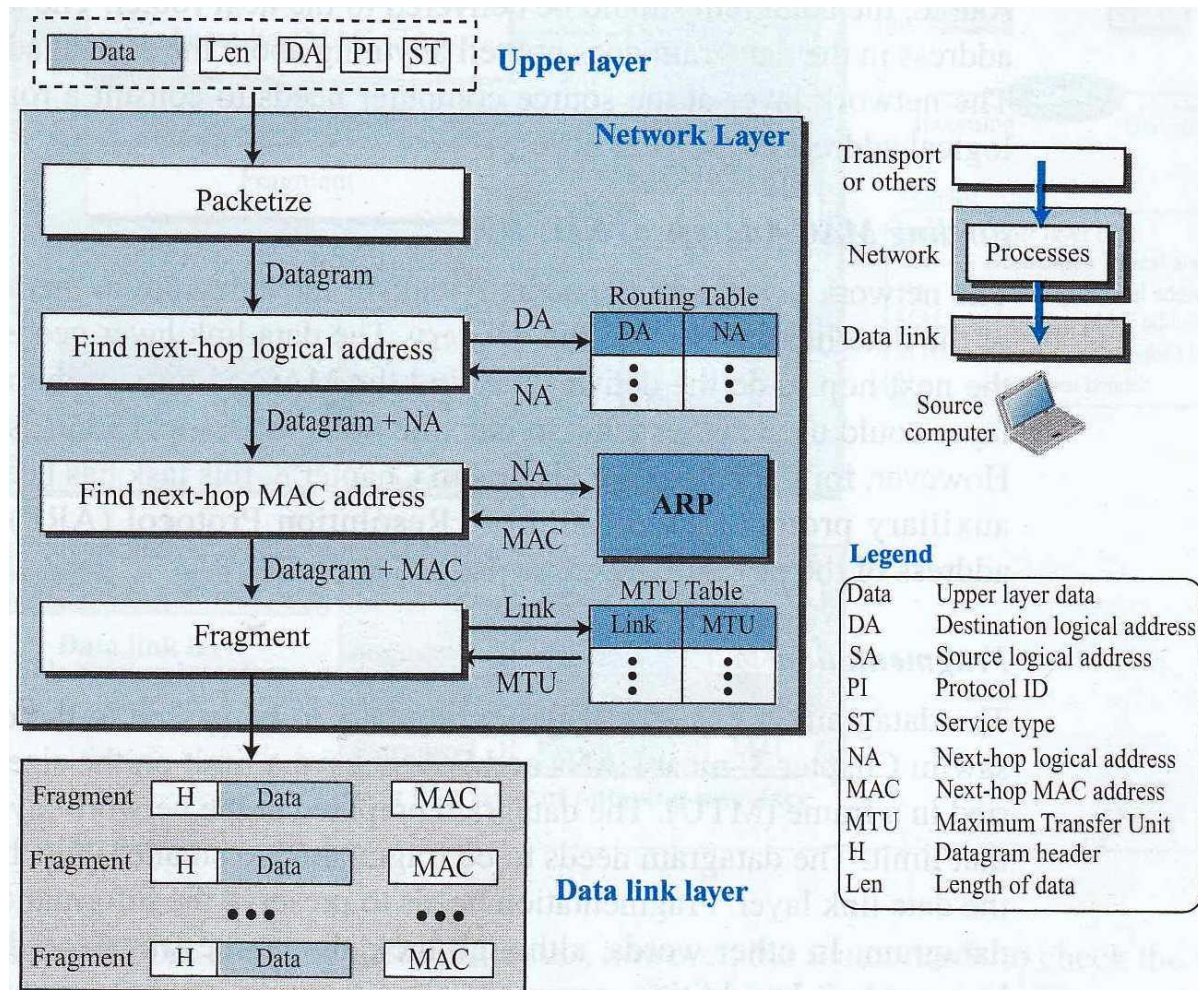 Data Len DA PI ST
Upper layer
Network Layer
Packetize
Datagram
Find next-hop logical address
DA
NA
Routing Table
DA NA
Datagram + NA
Find next-hop MAC address
NA
MAC
ARP
Datagram + MAC
Fragment
Link
MTU
MTU Table
Link MTU
Fragment H Data MAC
Fragment H Data MAC
Fragment H Data MAC
Data link layer
Transport
or others
Network
Processes
Data link
Source
computer
Legend
Data Upper layer data
DA Destination logical address
SA Source logical address
PI Protocol ID
ST Service type
NA Next-hop logical address
MAC Next-hop MAC address
MTU Maximum Transfer Unit
H Datagram header
Len Length of data